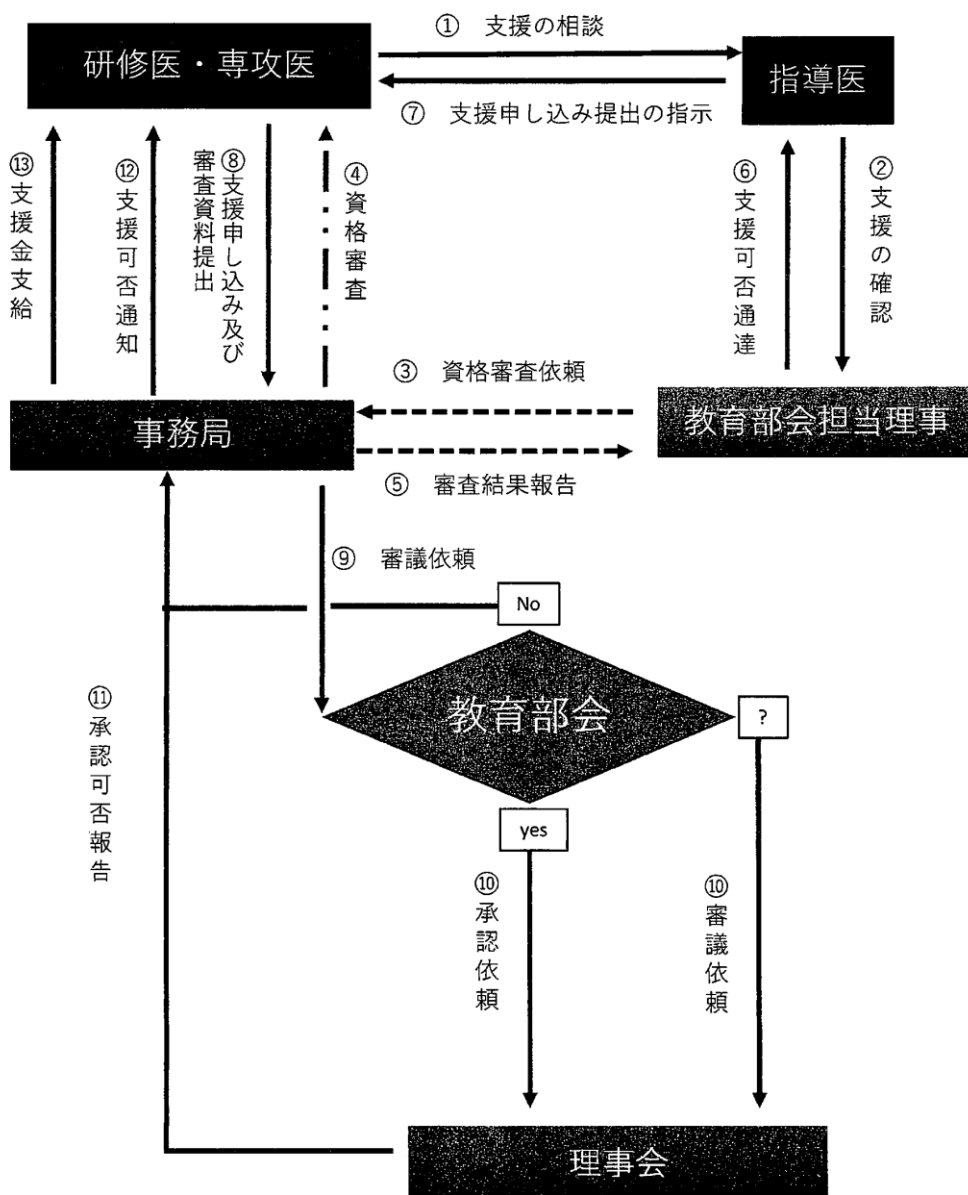 ① 支援の相談
研修医・専攻医
指導医
⑦ 支援申し込み提出の指示
⑬支援金支給
⑫支援可否通知
⑧支援申し込み及び
審査資料提出
④資格審査
⑥支援可否通達
②支援の確認
③ 資格審査依頼
事務局
教育部会担当理事
⑤ 審査結果報告
⑨ 審議依頼
No
教育部会
?
yes
⑪承認可否報告
⑩承認依頼
⑩審議依頼
理事会